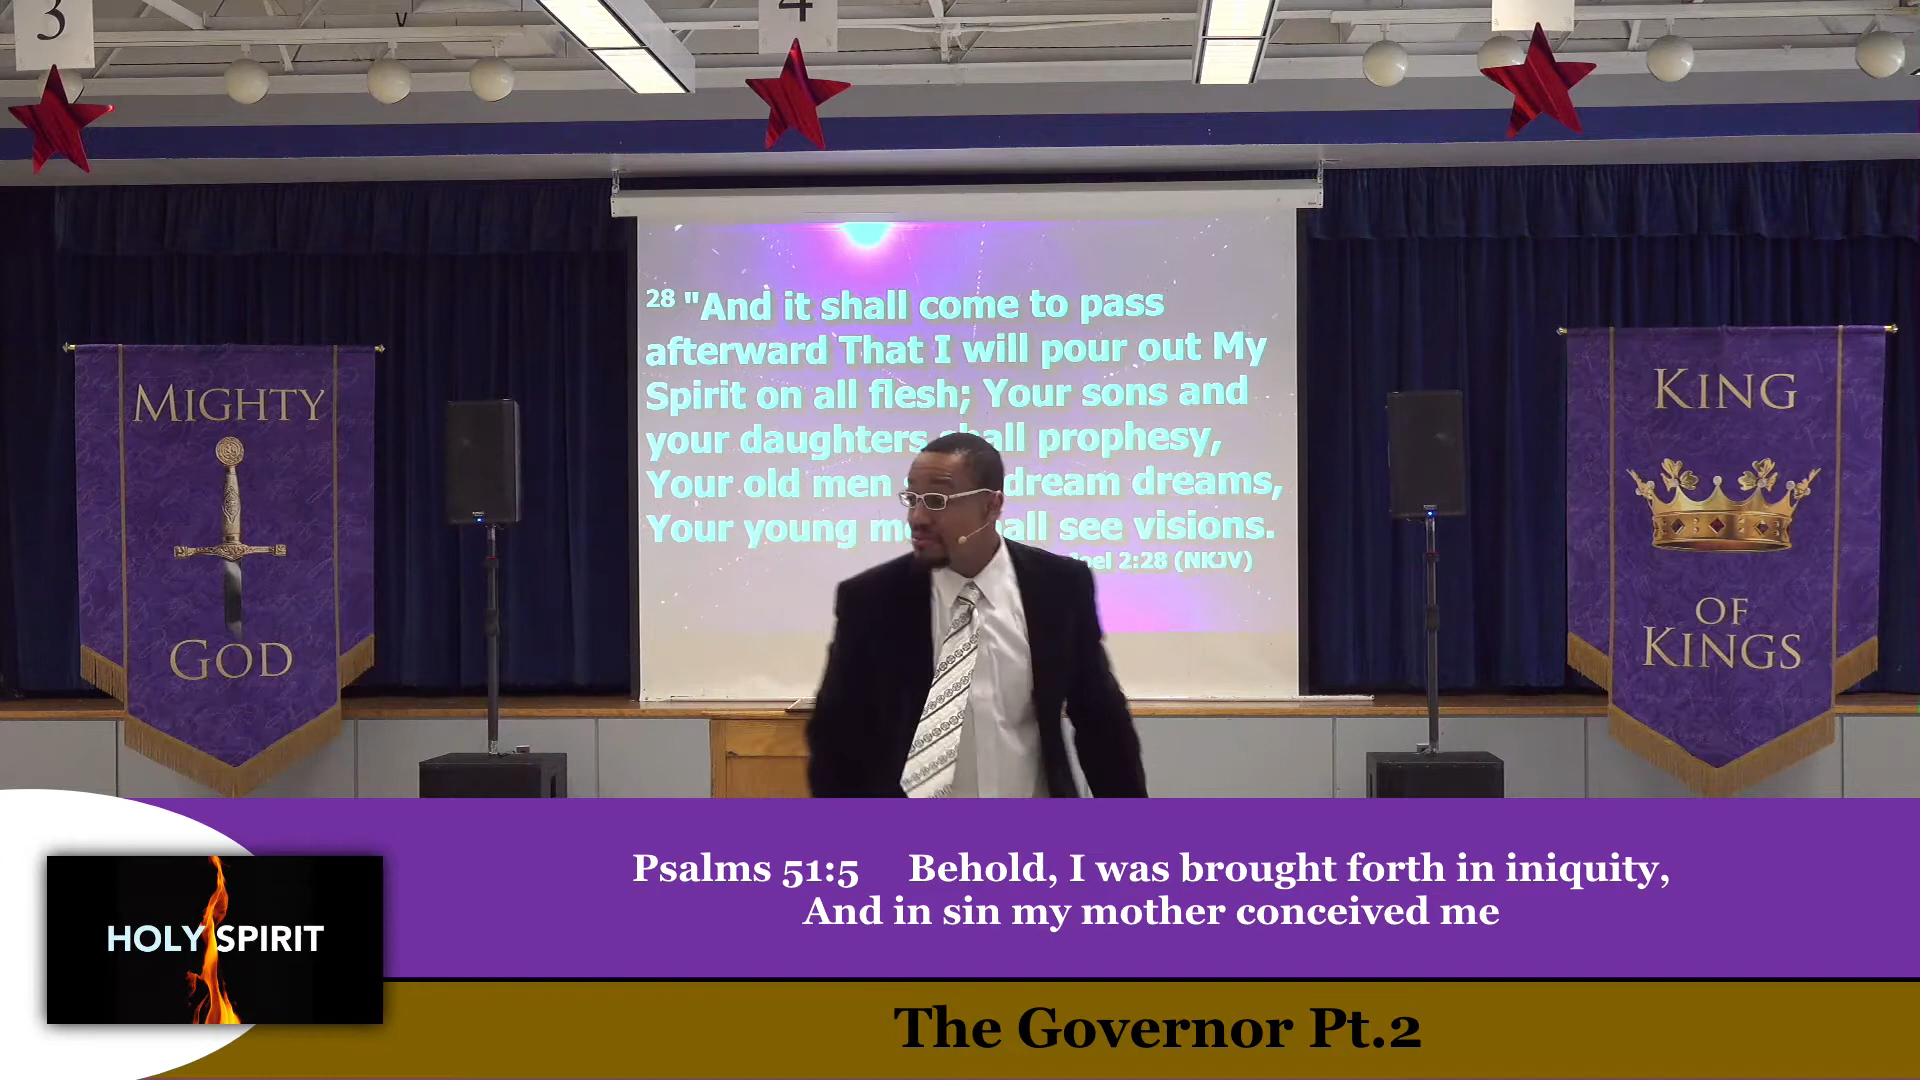 3
4
28 "And it shall come to pass
afterward That I will pour out My
Spirit on all flesh; Your sons and
your daughters shall prophesy,
Your old men dream dreams,
Your young see visions.
2:28 (NKJV)
MIGHTY
GOD
KING
OF
KINGS
Psalms 51:5 Behold, I was brought forth in iniquity,
And in sin my mother conceived me
HOLY SPIRIT
The Governor Pt.2